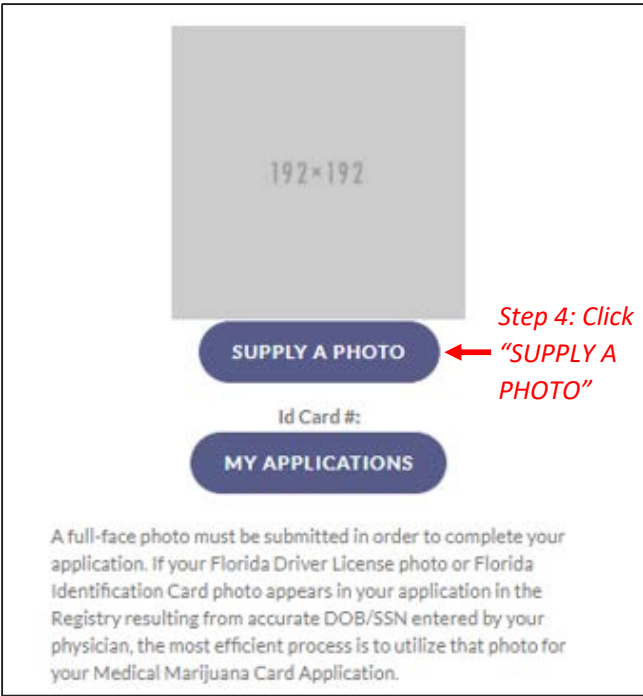 192×192
SUPPLY A PHOTO
Step 4: Click
“SUPPLY A
PHOTO”
Id Card #:
MY APPLICATIONS
A full-face photo must be submitted in order to complete your
application. If your Florida Driver License photo or Florida
Identification Card photo appears in your application in the
Registry resulting from accurate DOB/SSN entered by your
physician, the most efficient process is to utilize that photo for
your Medical Marijuana Card Application.